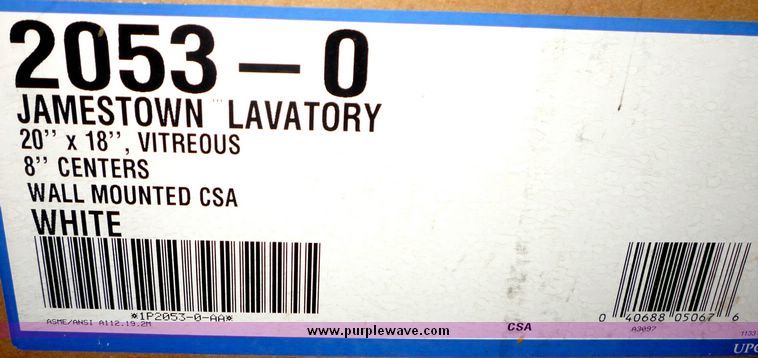 2053-0
JAMESTOWN LAVATORY
20" x 18", VITREOUS
8" CENTERS
WALL MOUNTED CSA
WHITE
*1P2053-0-AA*
0 40688 05067 6
ASME/ANSI A112.19.2M
CSA
A3097
www.purplewave.com